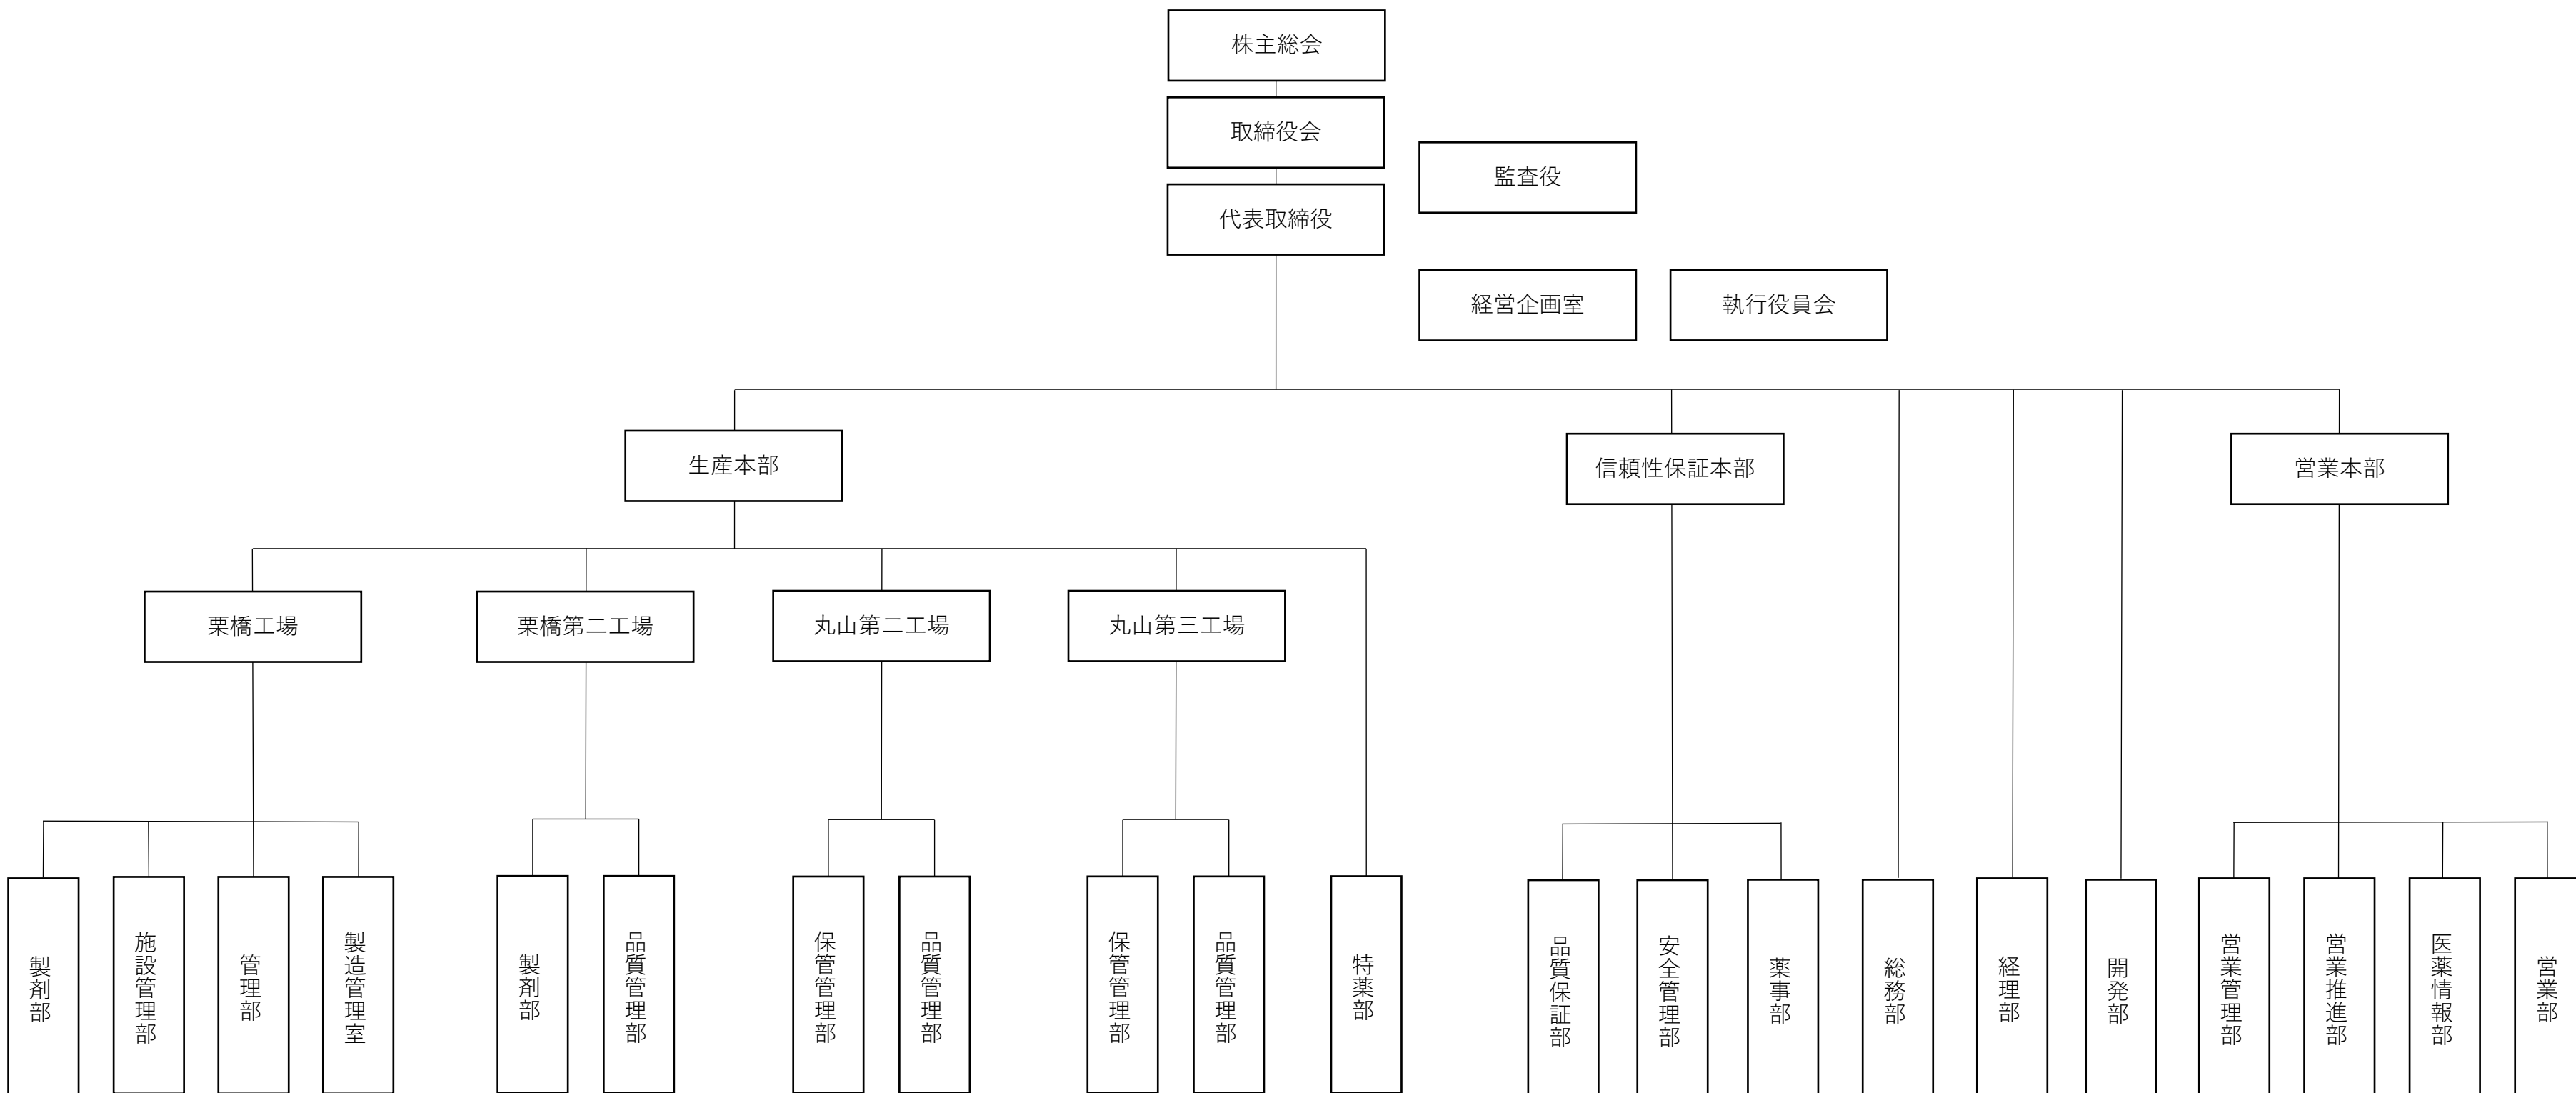 株主総会
取締役会
監査役
代表取締役
経営企画室
執行役員会
生産本部
信頼性保証本部
営業本部
栗橋工場
栗橋第二工場
丸山第二工場
丸山第三工場
製剤部
施設管理部
管理部
製造管理室
製剤部
品質管理部
保管管理部
品質管理部
保管管理部
品質管理部
特薬部
品質保証部
安全管理部
薬事部
総務部
経理部
開発部
営業管理部
営業推進部
医薬情報部
営業部